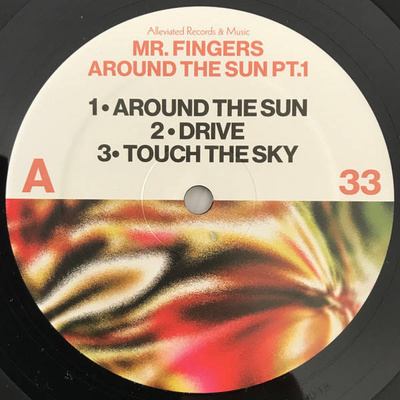 Alleviated Records & Music
MR. FINGERS
AROUND THE SUN PT.1
1• AROUND THE SUN
2• DRIVE
3• TOUCH THE SKY
A 33